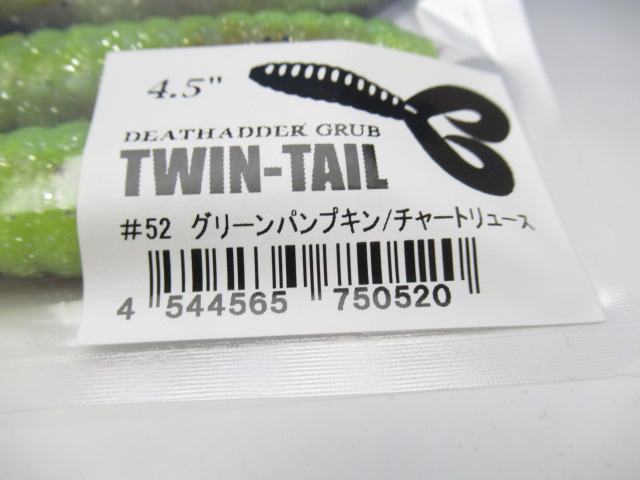 4.5"
DEATHADDER GRUB
TWIN-TAIL
#52 グリーンパンプキン/チャートリュース
4 544565 750520